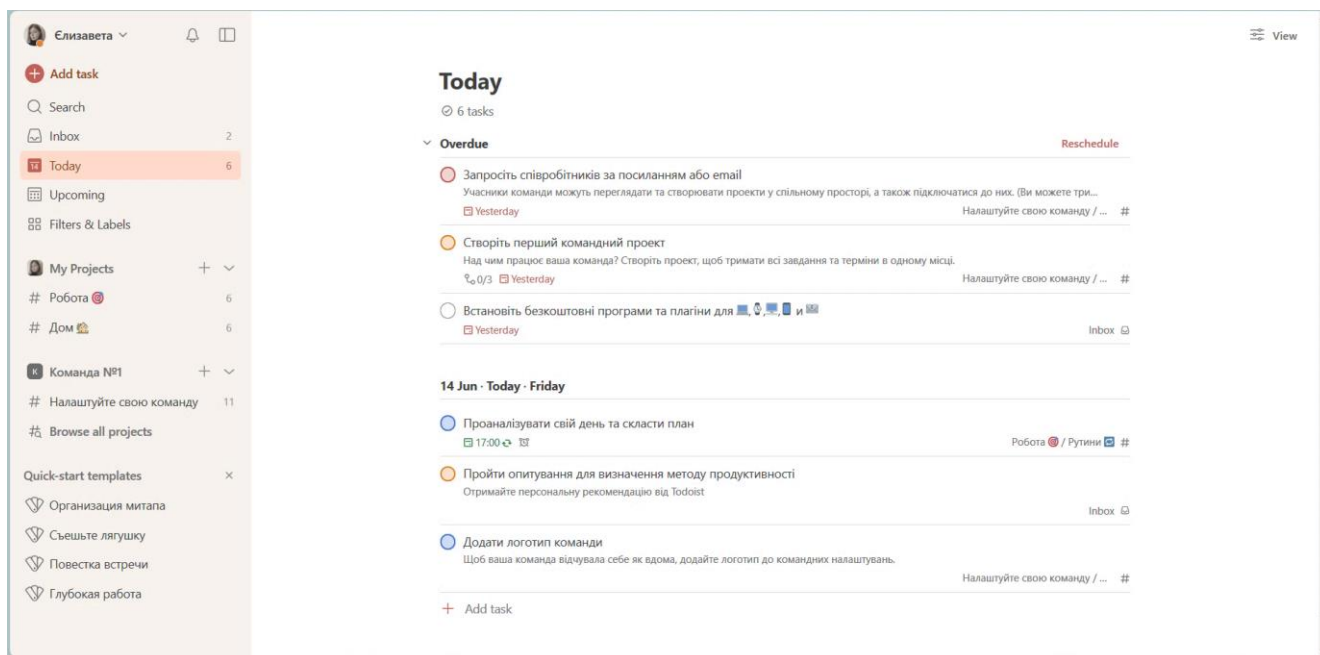 Єлизавета
View
Add task
Search
Inbox 2
14 Today 6
Upcoming
Filters & Labels
My Projects
# Робота 🎯 6
# Дом 🏠 6
К Команда №1
# Налаштуйте свою команду 11
Browse all projects
Quick-start templates
Организация митапа
Съешьте лягушку
Повестка встречи
Глубокая работа
Today
6 tasks
Overdue Reschedule
Запросіть співробітників за посиланням або email
Учасники команди можуть переглядати та створювати проекти у спільному просторі, а також підключатися до них. (Ви можете три...
Yesterday Налаштуйте свою команду / ... #
Створіть перший командний проект
Над чим працює ваша команда? Створіть проект, щоб тримати всі завдання та терміни в одному місці.
0/3 Yesterday Налаштуйте свою команду / ... #
Встановіть безкоштовні програми та плагіни для 💻,⌚,🖥,📱 и 📧
Yesterday Inbox
14 Jun · Today · Friday
Проаналізувати свій день та скласти план
17:00 Робота 🎯 / Рутини 🔁 #
Пройти опитування для визначення методу продуктивності
Отримайте персональну рекомендацію від Todoist
Inbox
Додати логотип команди
Щоб ваша команда відчувала себе як вдома, додайте логотип до командних налаштувань.
Налаштуйте свою команду / ... #
+ Add task